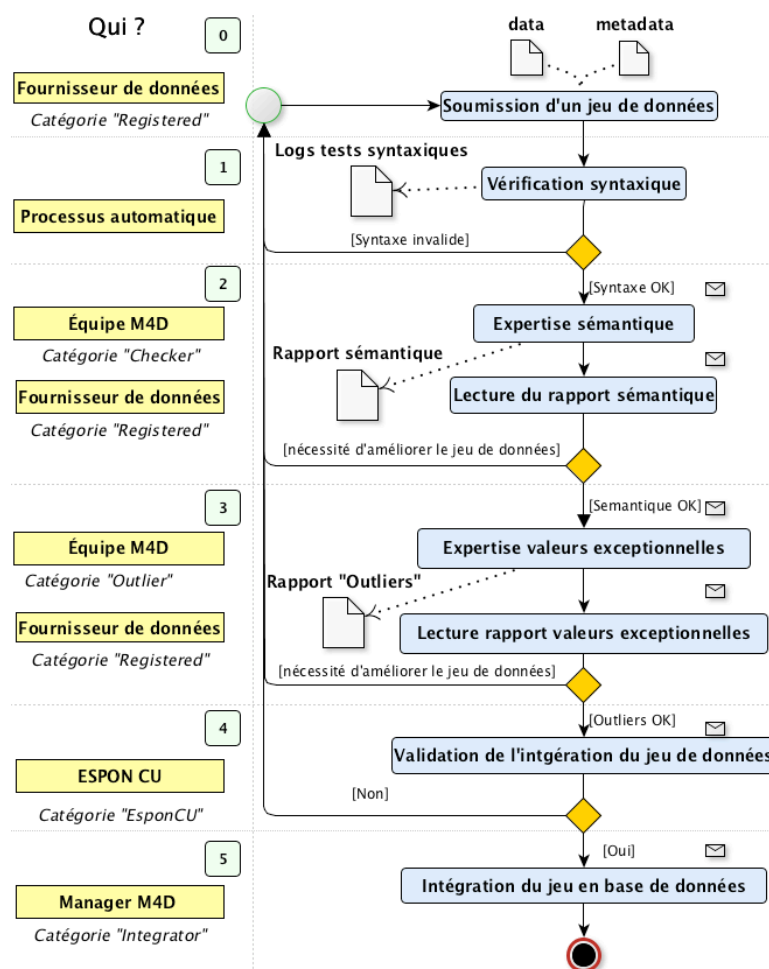 Qui ?
0
data
metadata
Fournisseur de données
Catégorie "Registered"
Soumission d'un jeu de données
1
Logs tests syntaxiques
Processus automatique
Vérification syntaxique
[Syntaxe invalide]
2
[Syntaxe OK]
Équipe M4D
Catégorie "Checker"
Expertise sémantique
Rapport sémantique
Fournisseur de données
Catégorie "Registered"
Lecture du rapport sémantique
[nécessité d'améliorer le jeu de données]
3
[Semantique OK]
Équipe M4D
Catégorie "Outlier"
Expertise valeurs exceptionnelles
Rapport "Outliers"
Fournisseur de données
Catégorie "Registered"
Lecture rapport valeurs exceptionnelles
[nécessité d'améliorer le jeu de données]
4
[Outliers OK]
ESPON CU
Catégorie "EsponCU"
Validation de l'intgération du jeu de données
[Non]
5
[Oui]
Manager M4D
Catégorie "Integrator"
Intégration du jeu en base de données